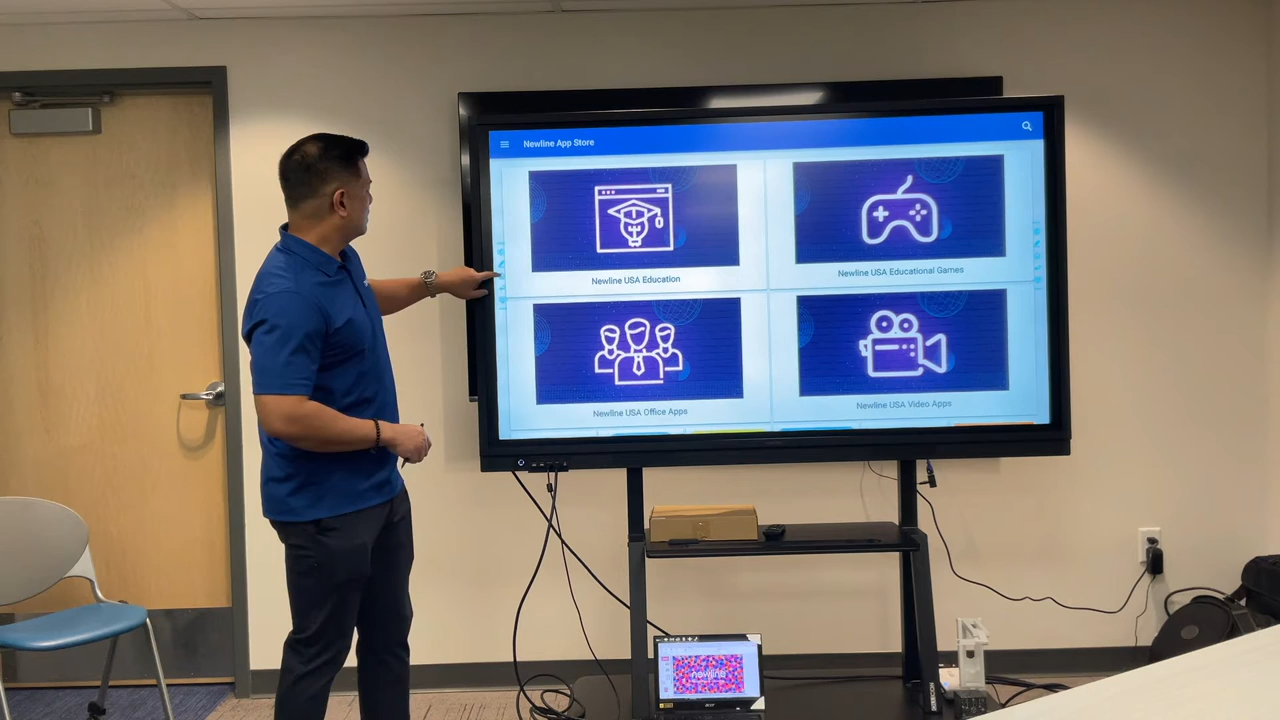 Newline App Store
Newline USA Education
Newline USA Educational Games
Newline USA Office Apps
Newline USA Video Apps
newline
acer